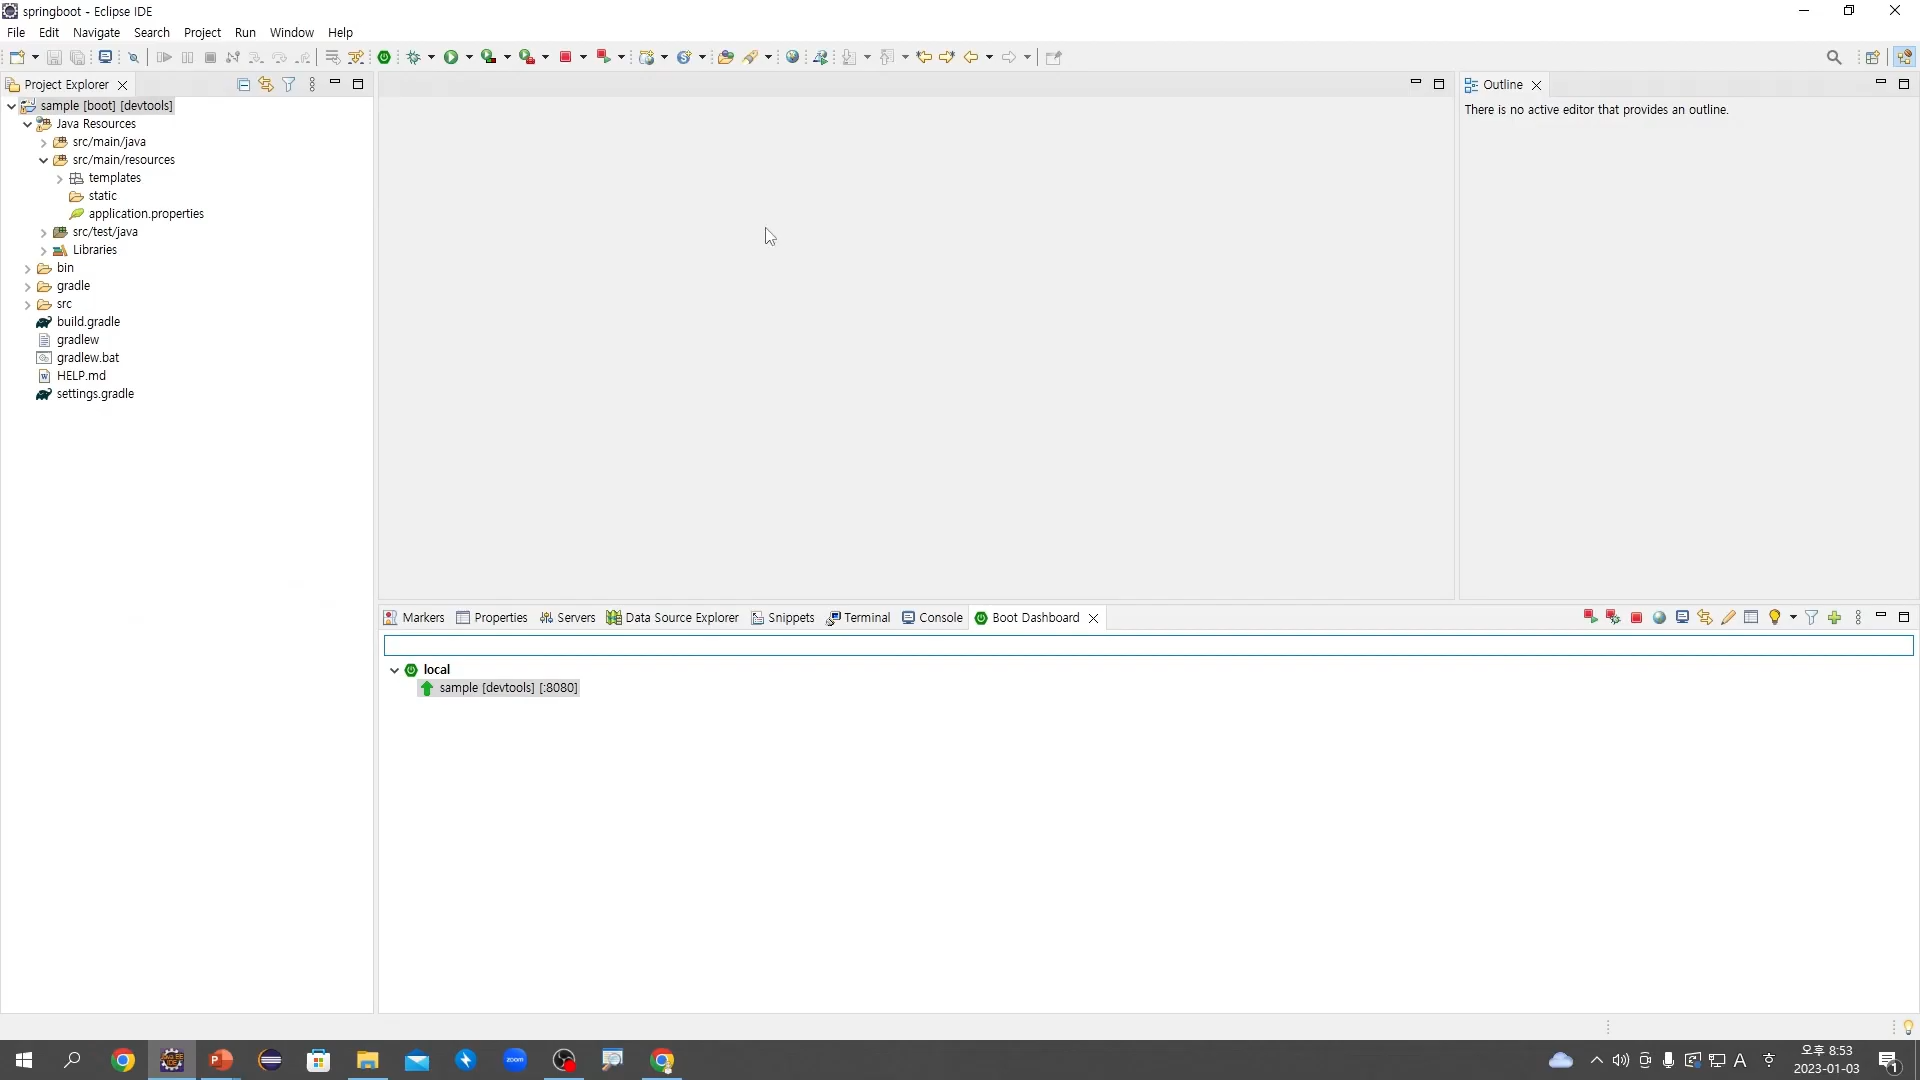 springboot - Eclipse IDE
File Edit Navigate Search Project Run Window Help
Project Explorer
sample [boot] [devtools]
Java Resources
src/main/java
src/main/resources
templates
static
application.properties
src/test/java
Libraries
bin
gradle
src
build.gradle
gradlew
gradlew.bat
HELP.md
settings.gradle
Outline
There is no active editor that provides an outline.
Markers Properties Servers Data Source Explorer Snippets Terminal Console Boot Dashboard
local
sample [devtools] [:8080]
zoom
A
오후 8:53
2023-01-03
1